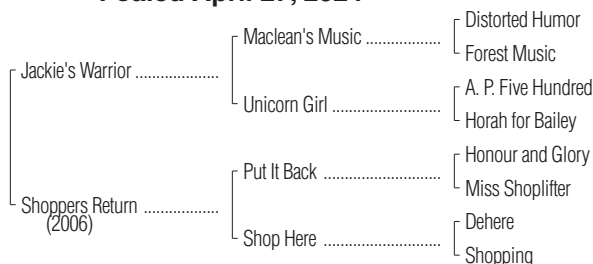 Foaled April 27, 2024
Distorted Humor
Maclean's Music ....................
Forest Music
Jackie's Warrior ......................
A. P. Five Hundred
Unicorn Girl .............................
Horah for Bailey
Honour and Glory
Put It Back ...............................
Miss Shoplifter
Shoppers Return ....................
(2006)
Dehere
Shop Here ................................
Shopping